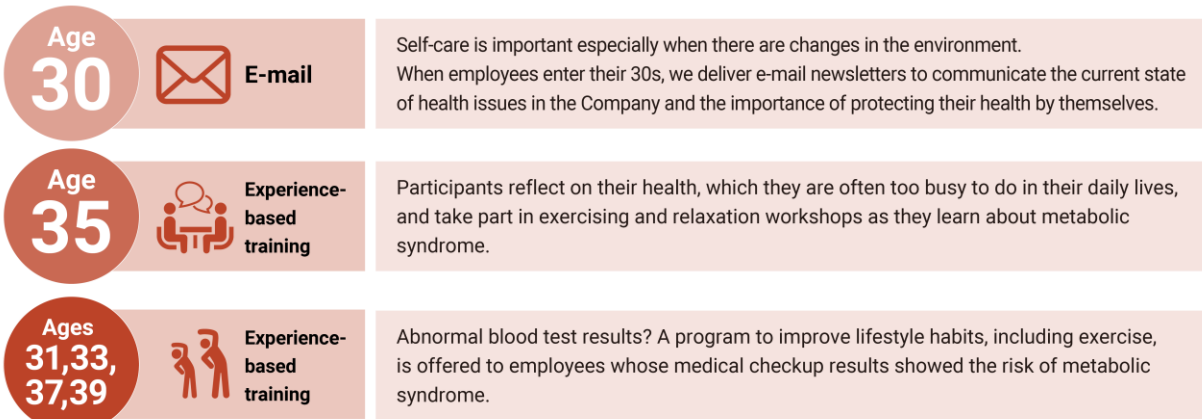 Age
30
E-mail
Self-care is important especially when there are changes in the environment.
When employees enter their 30s, we deliver e-mail newsletters to communicate the current state
of health issues in the Company and the importance of protecting their health by themselves.
Age
35
Experience-
based
training
Participants reflect on their health, which they are often too busy to do in their daily lives,
and take part in exercising and relaxation workshops as they learn about metabolic
syndrome.
Ages
31,33,
37,39
Experience-
based
training
Abnormal blood test results? A program to improve lifestyle habits, including exercise,
is offered to employees whose medical checkup results showed the risk of metabolic
syndrome.